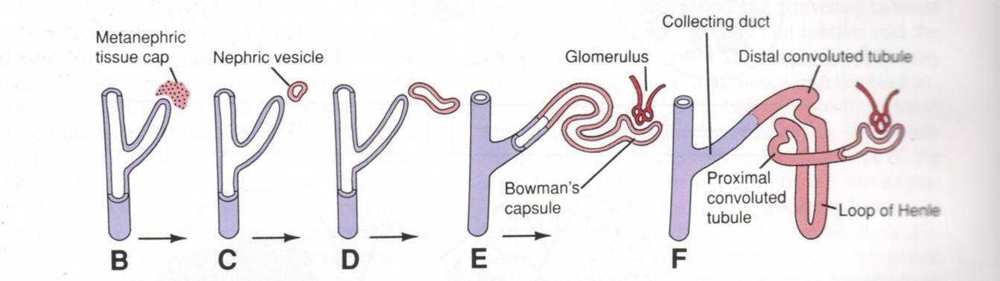 Metanephric
tissue cap
Nephric vesicle
Glomerulus
Bowman's
capsule
Collecting duct
Distal convoluted tubule
Proximal
convoluted
tubule
Loop of Henle
B
C
D
E
F